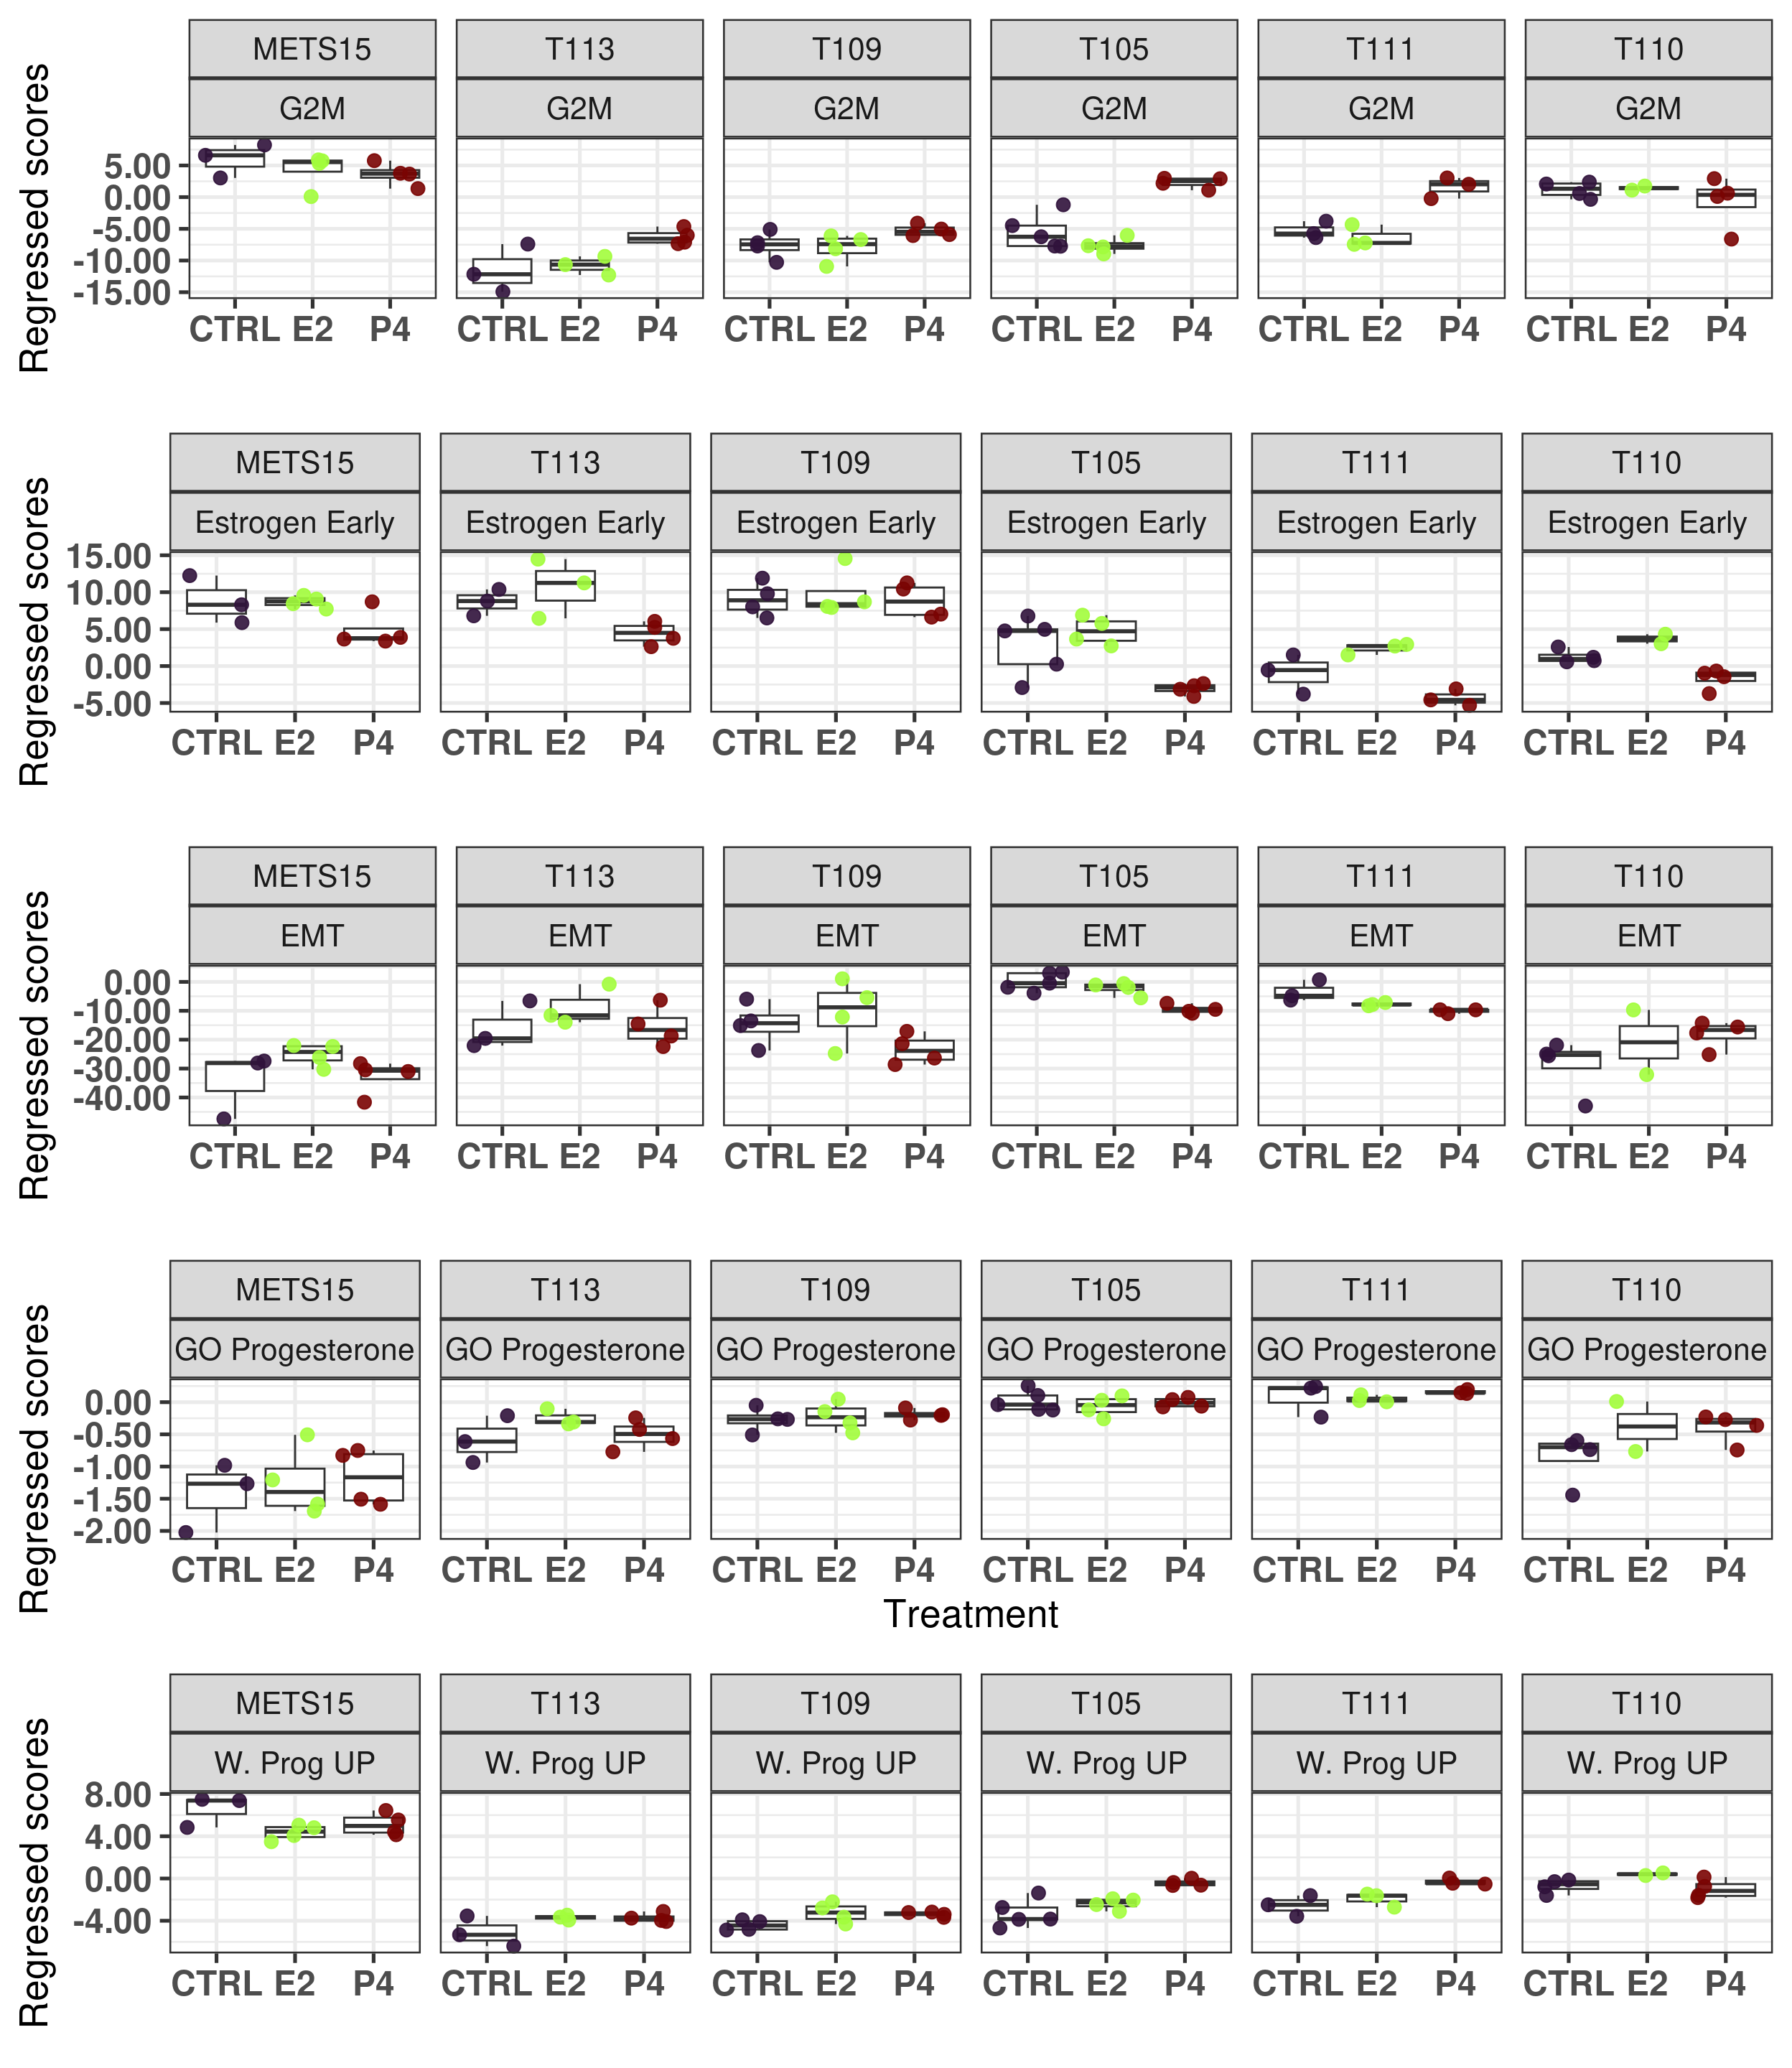 METS15 T113 T109 T105 T111 T110
G2M G2M G2M G2M G2M G2M
Regressed scores
5.00
0.00
-5.00
-10.00
-15.00
CTRL E2 P4 CTRL E2 P4 CTRL E2 P4 CTRL E2 P4 CTRL E2 P4 CTRL E2 P4
METS15 T113 T109 T105 T111 T110
Estrogen Early Estrogen Early Estrogen Early Estrogen Early Estrogen Early Estrogen Early
Regressed scores
15.00
10.00
5.00
0.00
-5.00
CTRL E2 P4 CTRL E2 P4 CTRL E2 P4 CTRL E2 P4 CTRL E2 P4 CTRL E2 P4
METS15 T113 T109 T105 T111 T110
EMT EMT EMT EMT EMT EMT
Regressed scores
0.00
-10.00
-20.00
-30.00
-40.00
CTRL E2 P4 CTRL E2 P4 CTRL E2 P4 CTRL E2 P4 CTRL E2 P4 CTRL E2 P4
METS15 T113 T109 T105 T111 T110
GO Progesterone GO Progesterone GO Progesterone GO Progesterone GO Progesterone GO Progesterone
Regressed scores
0.00
-0.50
-1.00
-1.50
-2.00
CTRL E2 P4 CTRL E2 P4 CTRL E2 P4 CTRL E2 P4 CTRL E2 P4 CTRL E2 P4
Treatment
METS15 T113 T109 T105 T111 T110
W. Prog UP W. Prog UP W. Prog UP W. Prog UP W. Prog UP W. Prog UP
Regressed scores
8.00
4.00
0.00
-4.00
CTRL E2 P4 CTRL E2 P4 CTRL E2 P4 CTRL E2 P4 CTRL E2 P4 CTRL E2 P4